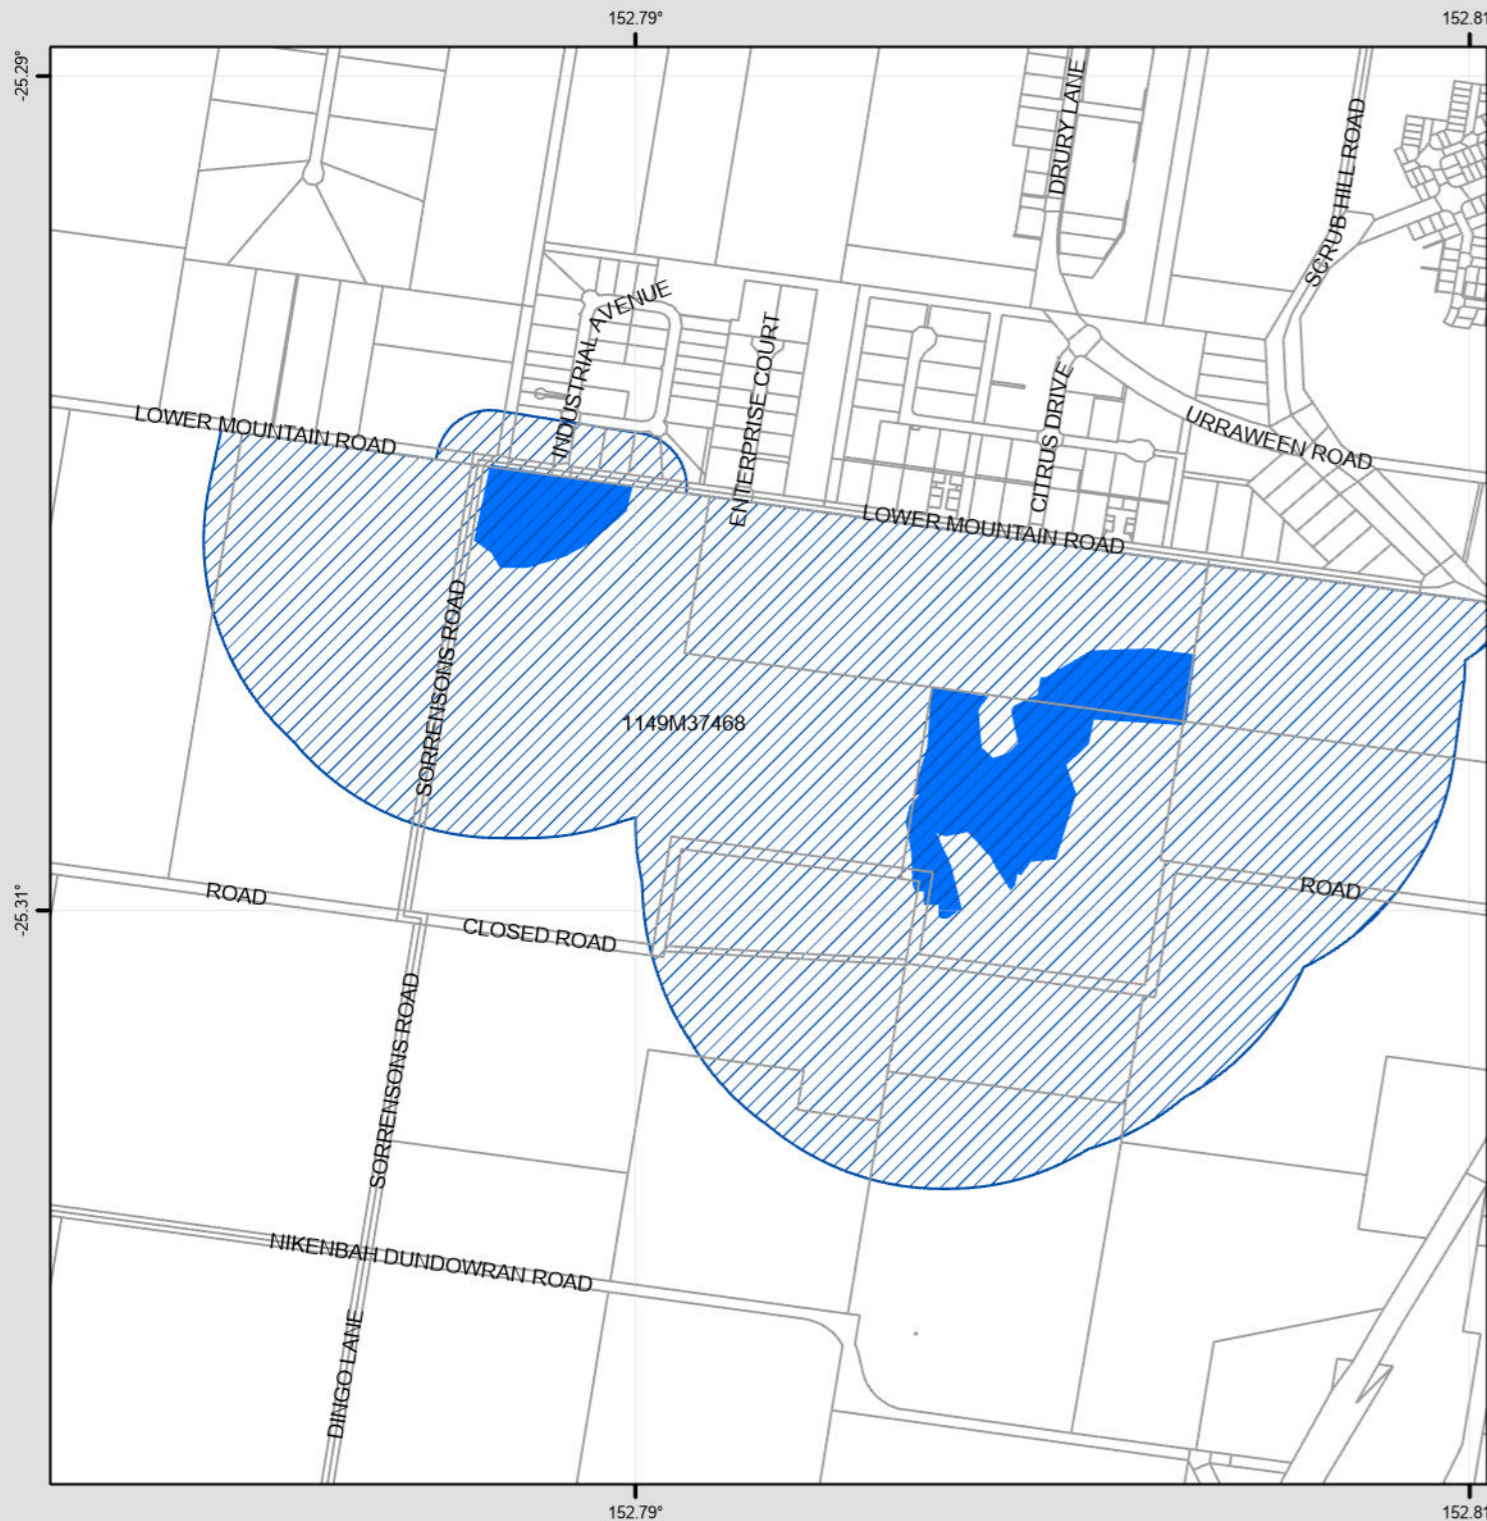 152.79°
152.81
-25.29°
DRURY LANE
SCRUB HILL ROAD
INDUSTRIAL AVENUE
ENTERPRISE COURT
CITRUS DRIVE
URRAWEEN ROAD
LOWER MOUNTAIN ROAD
LOWER MOUNTAIN ROAD
SORRENSONS ROAD
1149M37468
-25.31°
ROAD
CLOSED ROAD
ROAD
SORRENSONS ROAD
NIKENBAH DUNDOWRAN ROAD
DINGO LANE
152.79°
152.81